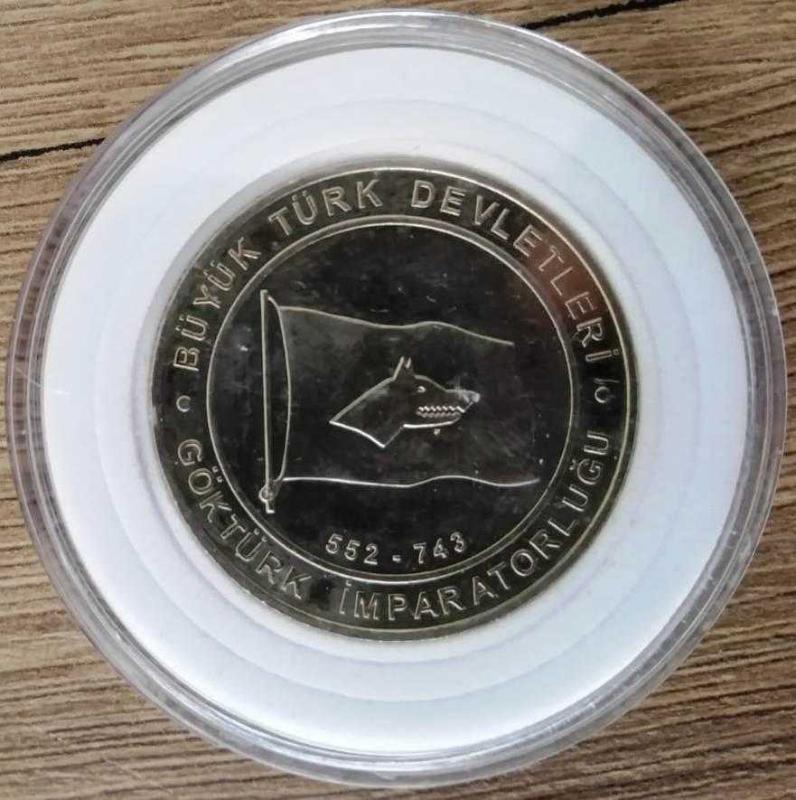 BÜYÜK TÜRK DEVLETLERİ
552 - 743
GÖKTÜRK İMPARATORLUĞU